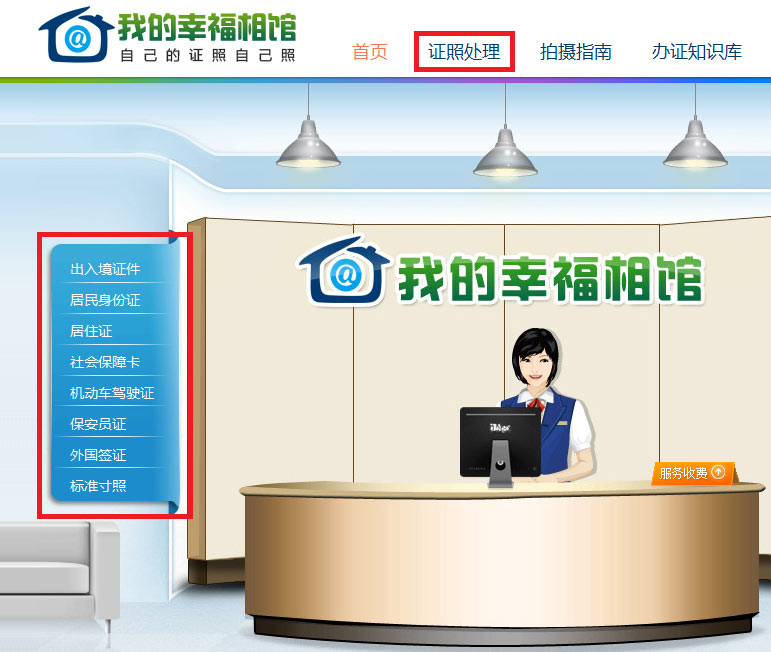 我的幸福相馆
自己的证照自己照
首页 证照处理 拍摄指南 办证知识库
我的幸福相馆
出入境证件
居民身份证
居住证
社会保障卡
机动车驾驶证
保安员证
外国签证
标准寸照
服务收费